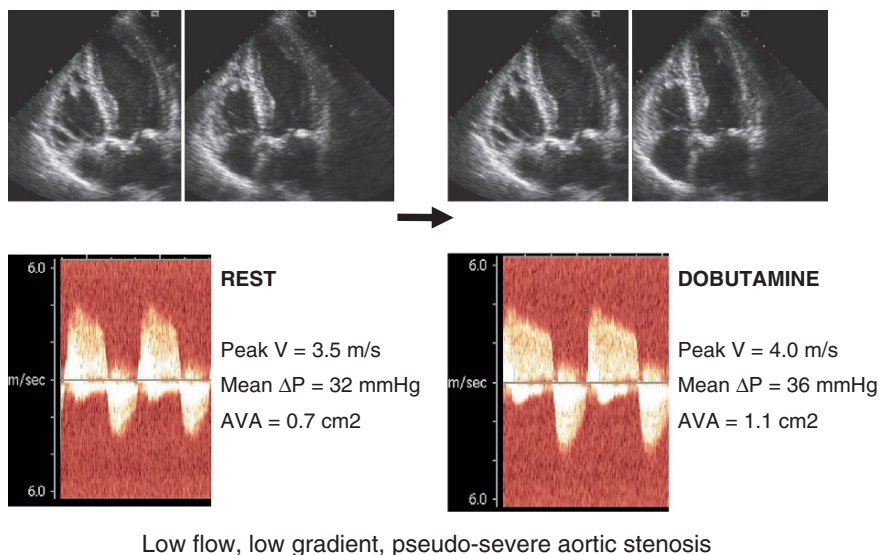 6.0
REST
Peak V = 3.5 m/s
m/sec
Mean ΔP = 32 mmHg
AVA = 0.7 cm2
6.0
6.0
DOBUTAMINE
Peak V = 4.0 m/s
m/sec
Mean ΔP = 36 mmHg
AVA = 1.1 cm2
6.0
Low flow, low gradient, pseudo-severe aortic stenosis